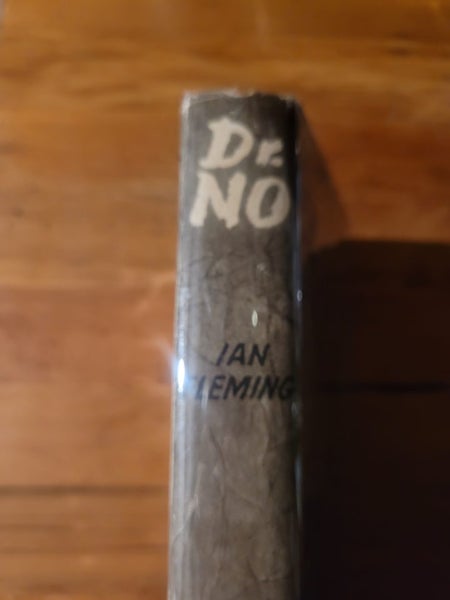 Dr.
NO
IAN
FLEMING